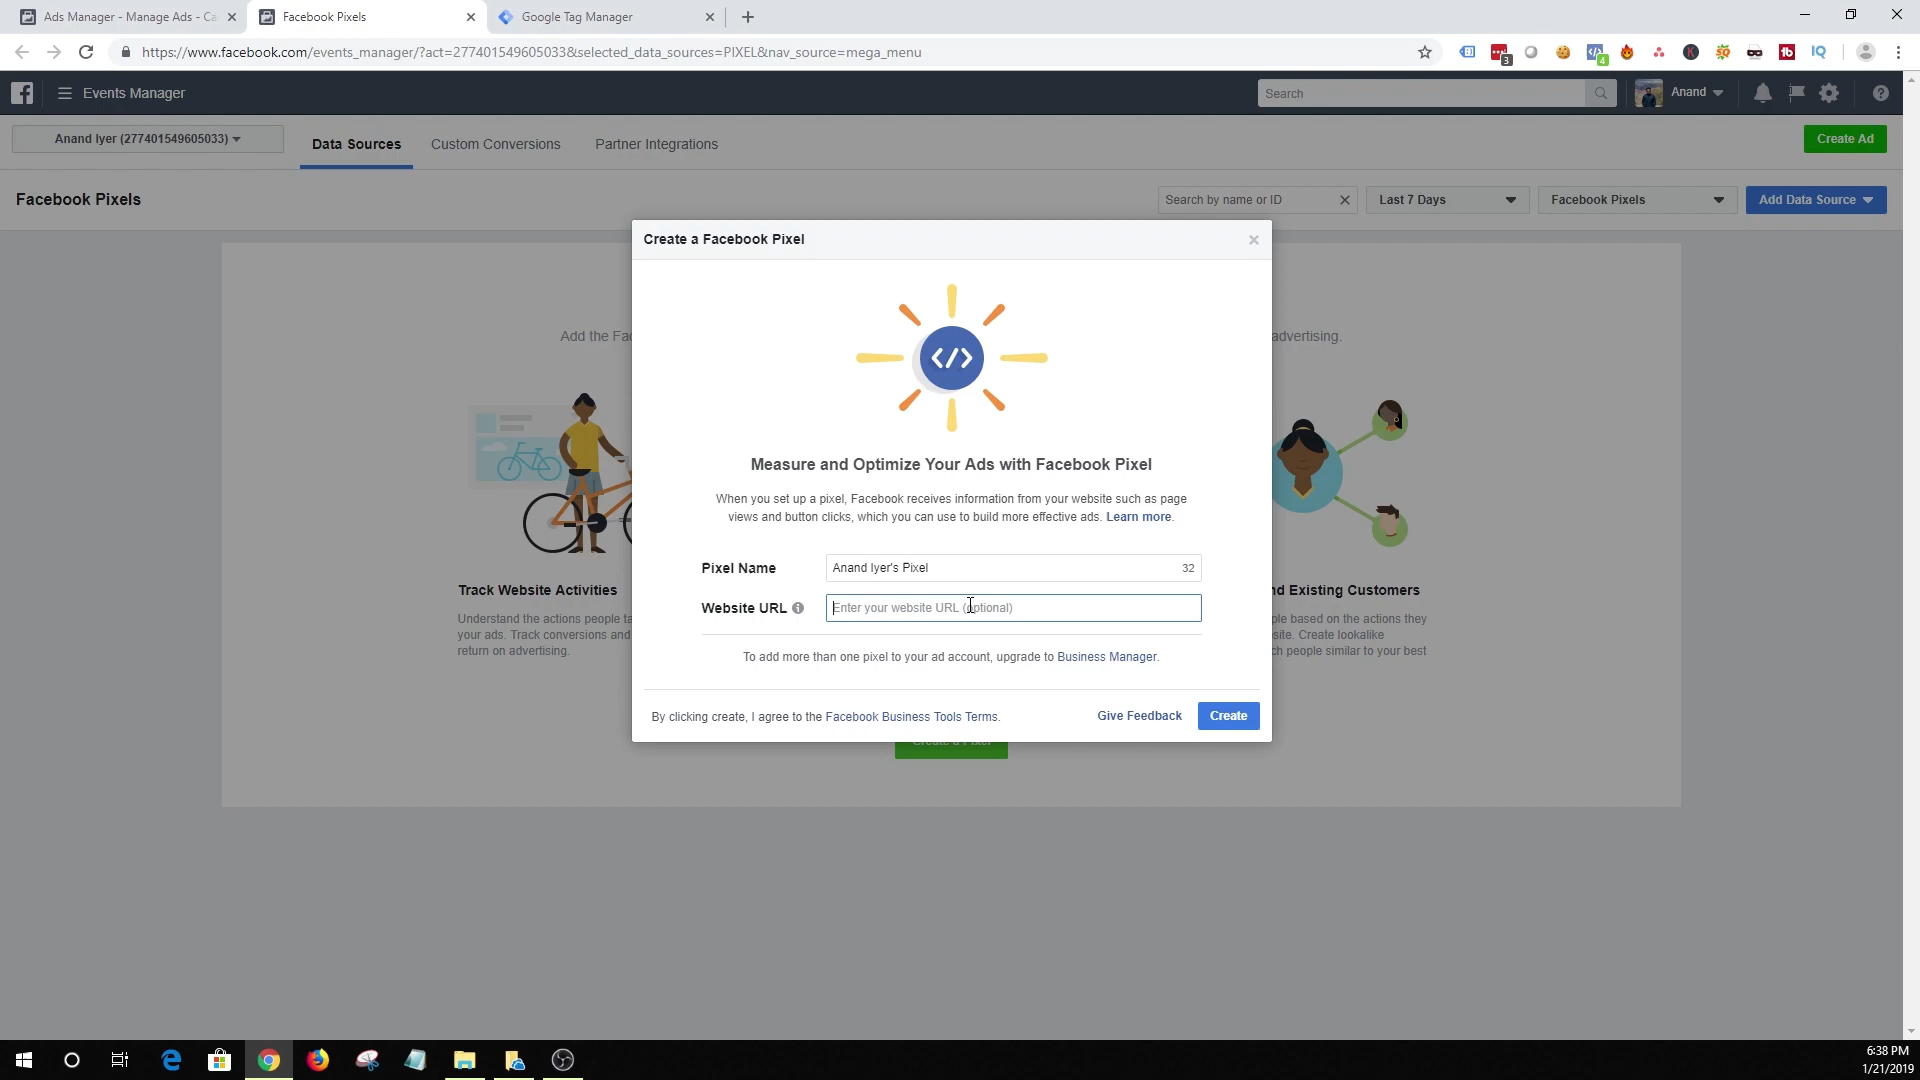 Ads Manager - Manage Ads - Ca
Facebook Pixels
Google Tag Manager
https://www.facebook.com/events_manager/?act=277401549605033&selected_data_sources=PIXEL&nav_source=mega_menu
3
4
K
SQ
tb
IQ
Events Manager
Search
Anand
Anand Iyer (277401549605033)
Data Sources
Custom Conversions
Partner Integrations
Create Ad
Facebook Pixels
Search by name or ID
Last 7 Days
Facebook Pixels
Add Data Source
Create a Facebook Pixel
Add the Fac
advertising.
Measure and Optimize Your Ads with Facebook Pixel
When you set up a pixel, Facebook receives information from your website such as page
views and button clicks, which you can use to build more effective ads. Learn more.
Pixel Name
Anand Iyer's Pixel
32
Website URL
Enter your website URL (optional)
To add more than one pixel to your ad account, upgrade to Business Manager.
By clicking create, I agree to the Facebook Business Tools Terms.
Give Feedback
Create
Track Website Activities
Understand the actions people ta
your ads. Track conversions and
return on advertising.
nd Existing Customers
ple based on the actions they
site. Create lookalike
ch people similar to your best
Create a Pixel
6:38 PM
1/21/2019